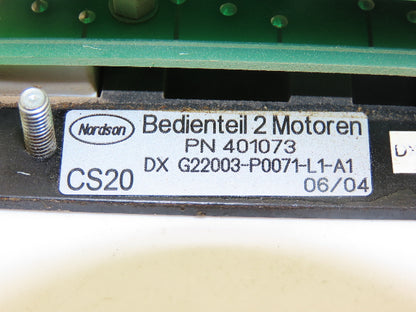 Nordson
Bedienteil 2 Motoren
PN 401073
DX G22003-P0071-L1-A1
CS20
06/04